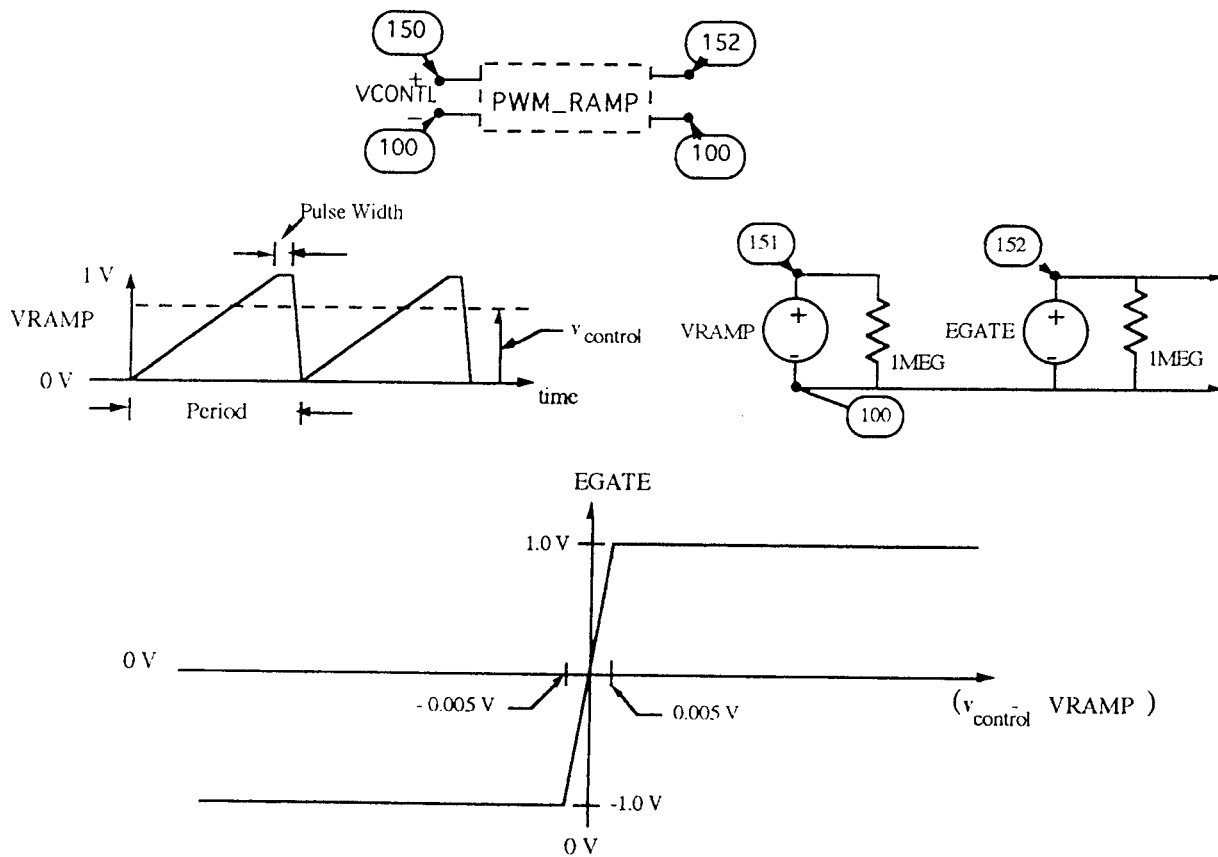 150
152
+
VCONTL
−
PWM_RAMP
100
100
Pulse Width
1 V
VRAMP
v control
0 V
time
Period
151
152
VRAMP
+
-
1MEG
EGATE
+
-
1MEG
100
EGATE
1.0 V
0 V
- 0.005 V
0.005 V
(v control - VRAMP )
-1.0 V
0 V